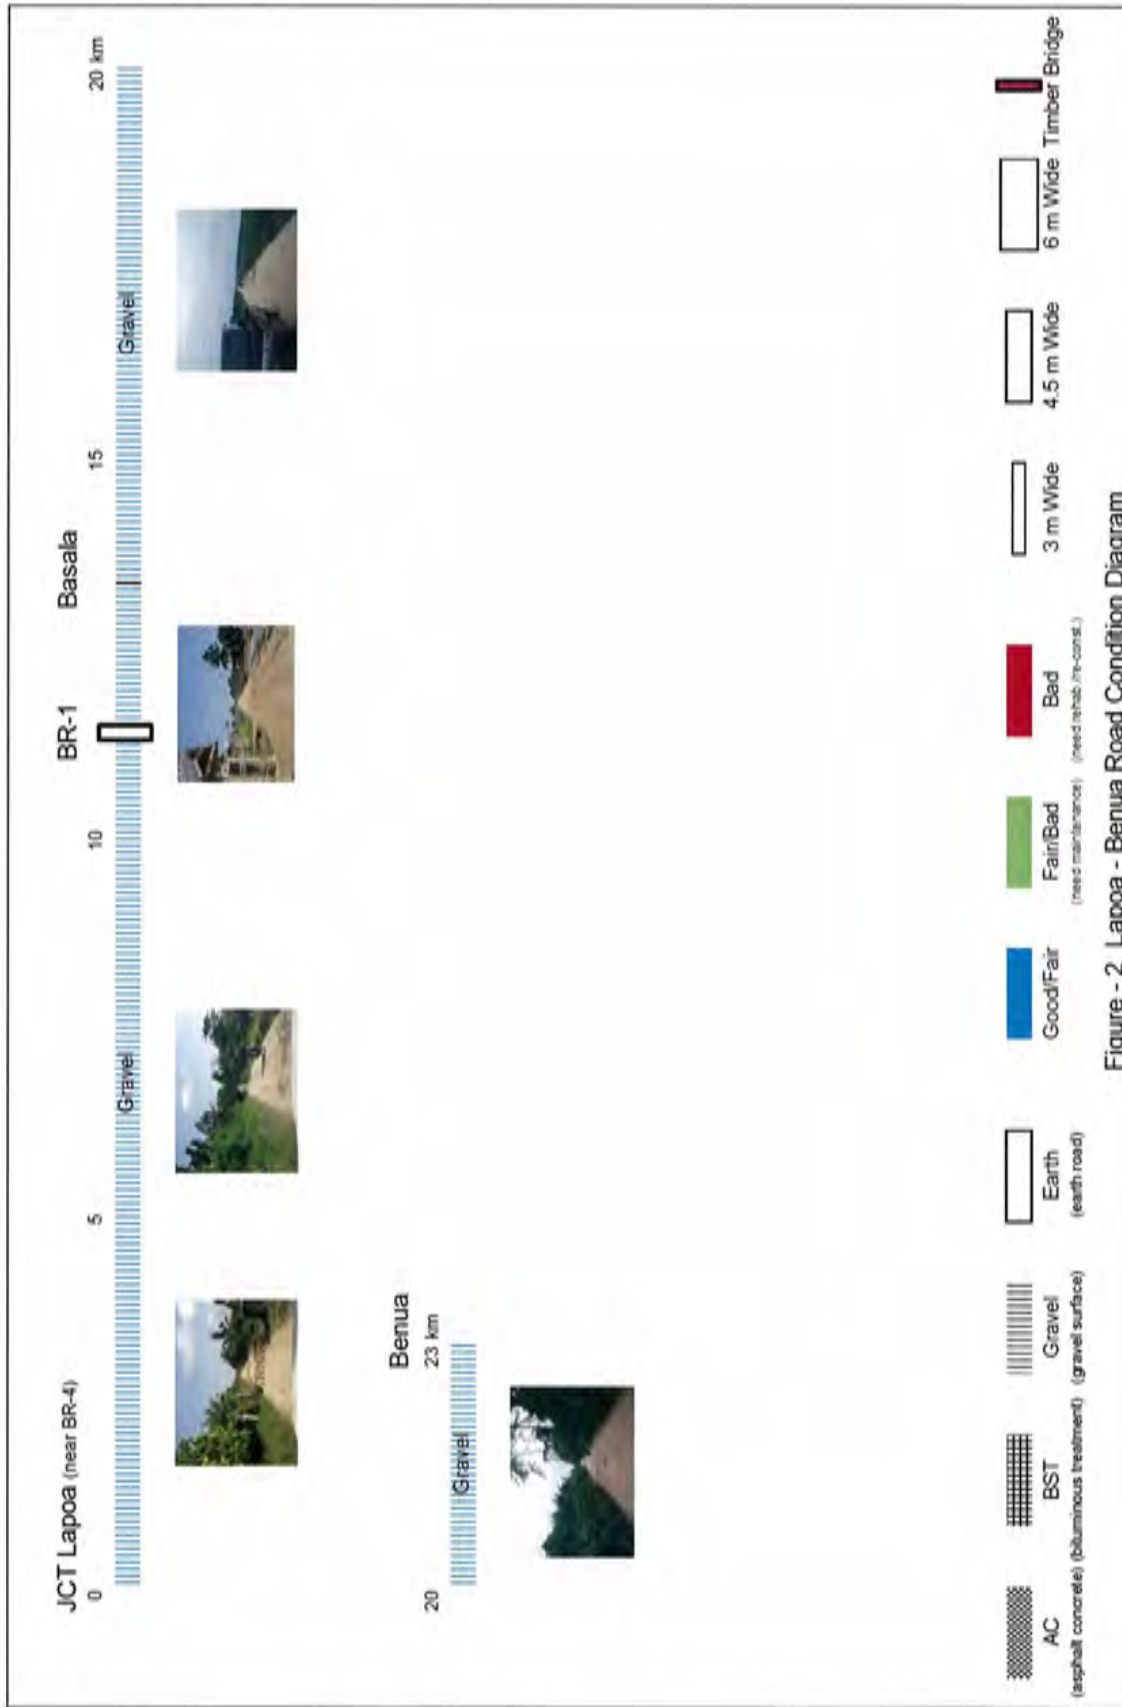 JCT Lapoa (near BR-4)
BR-1
Basala
0
5
10
15
20 km
Gravel
Gravel
Benua
20
23 km
Gravel
AC
(asphalt concrete)
BST
(bituminous treatment)
Gravel
(gravel surface)
Earth
(earth road)
Good/Fair
Fair/Bad
(need maintenance)
Bad
(need rehab./re-const.)
3 m Wide
4.5 m Wide
6 m Wide
Timber Bridge
Figure - 2 Lapoa - Benua Road Condition Diagram